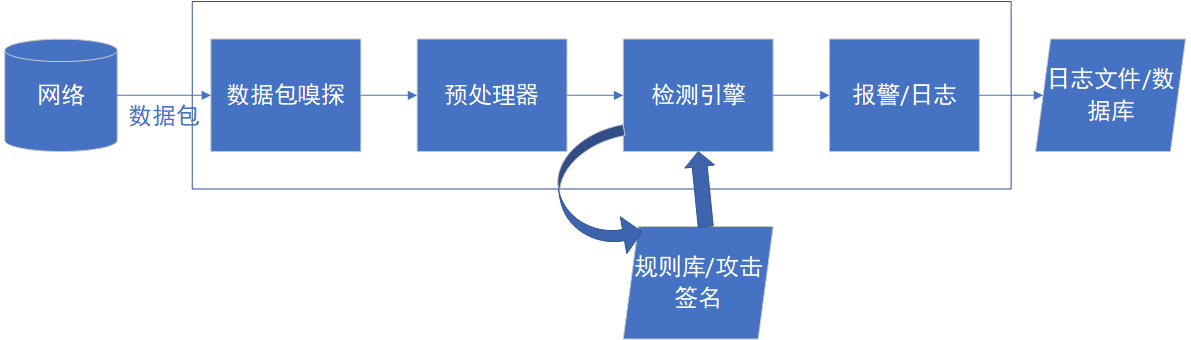 网络
数据包
数据包嗅探
预处理器
检测引擎
报警/日志
日志文件/数
据库
规则库/攻击
签名